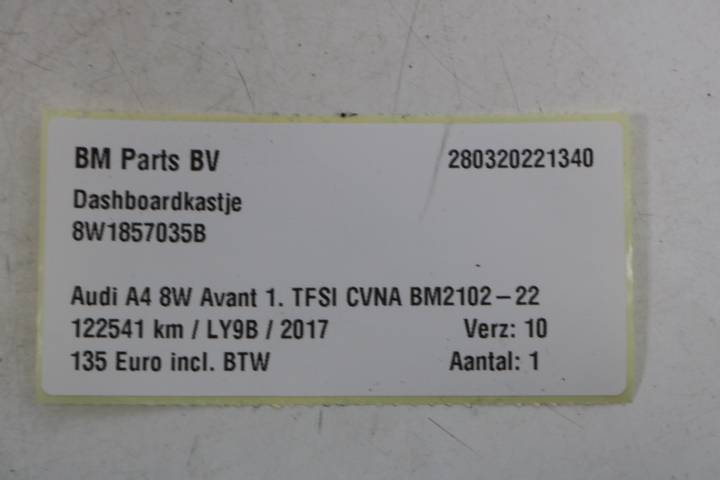 BM Parts BV 280320221340
Dashboardkastje
8W1857035B
Audi A4 8W Avant 1. TFSI CVNA BM2102-22
122541 km / LY9B / 2017 Verz: 10
135 Euro incl. BTW Aantal: 1